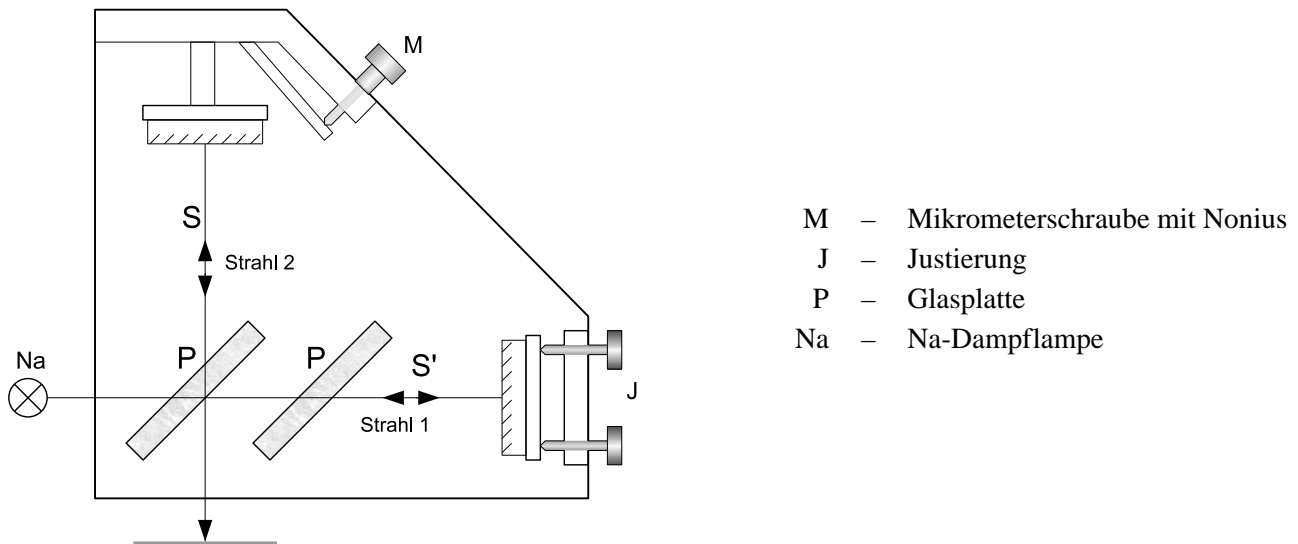 M
S
Strahl 2
Na
P
P
S'
Strahl 1
J
M – Mikrometerschraube mit Nonius
J – Justierung
P – Glasplatte
Na – Na-Dampflampe